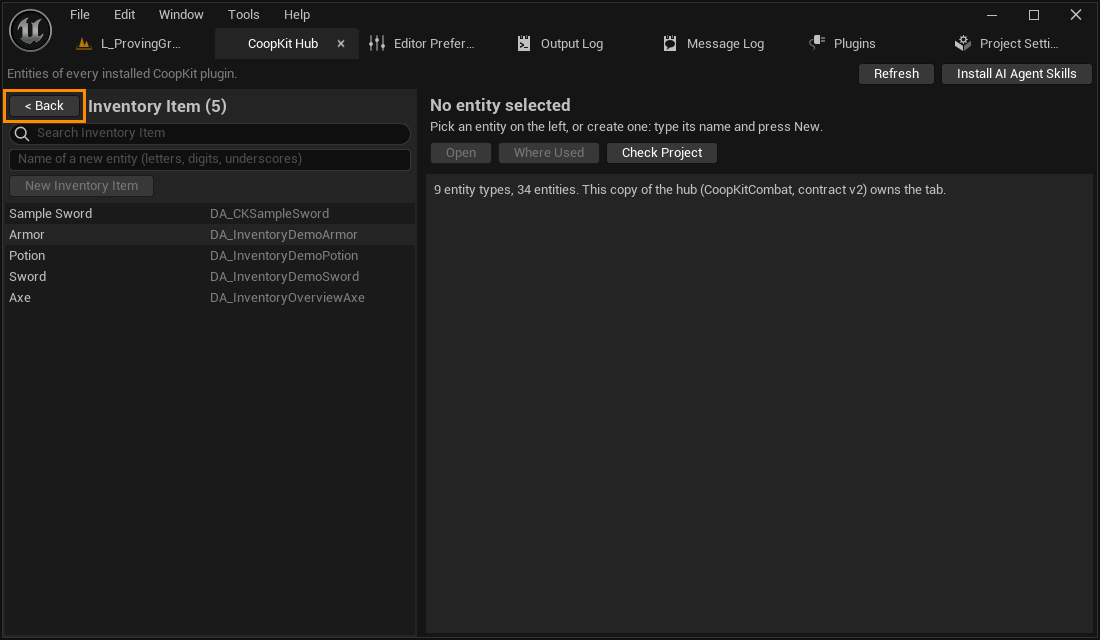 File Edit Window Tools Help
L_ProvingGr... CoopKit Hub Editor Prefer... Output Log Message Log Plugins Project Setti...
Entities of every installed CoopKit plugin.
Refresh Install AI Agent Skills
< Back Inventory Item (5)
Search Inventory Item
Name of a new entity (letters, digits, underscores)
New Inventory Item
Sample Sword DA_CKSampleSword
Armor DA_InventoryDemoArmor
Potion DA_InventoryDemoPotion
Sword DA_InventoryDemoSword
Axe DA_InventoryOverviewAxe
No entity selected
Pick an entity on the left, or create one: type its name and press New.
Open Where Used Check Project
9 entity types, 34 entities. This copy of the hub (CoopKitCombat, contract v2) owns the tab.